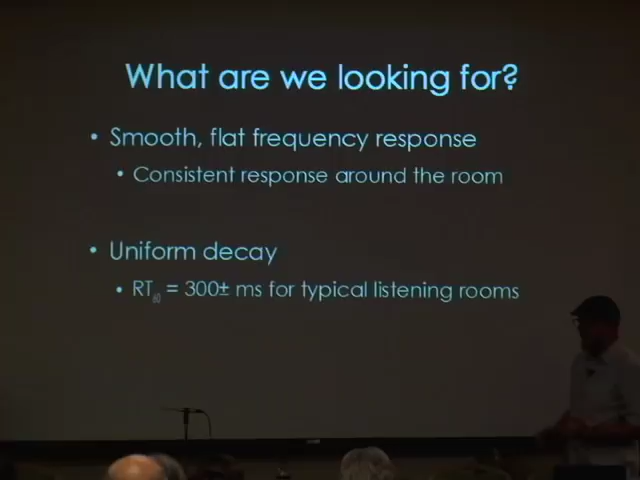 What are we looking for?
• Smooth, flat frequency response
• Consistent response around the room
• Uniform decay
• RT60 = 300± ms for typical listening rooms